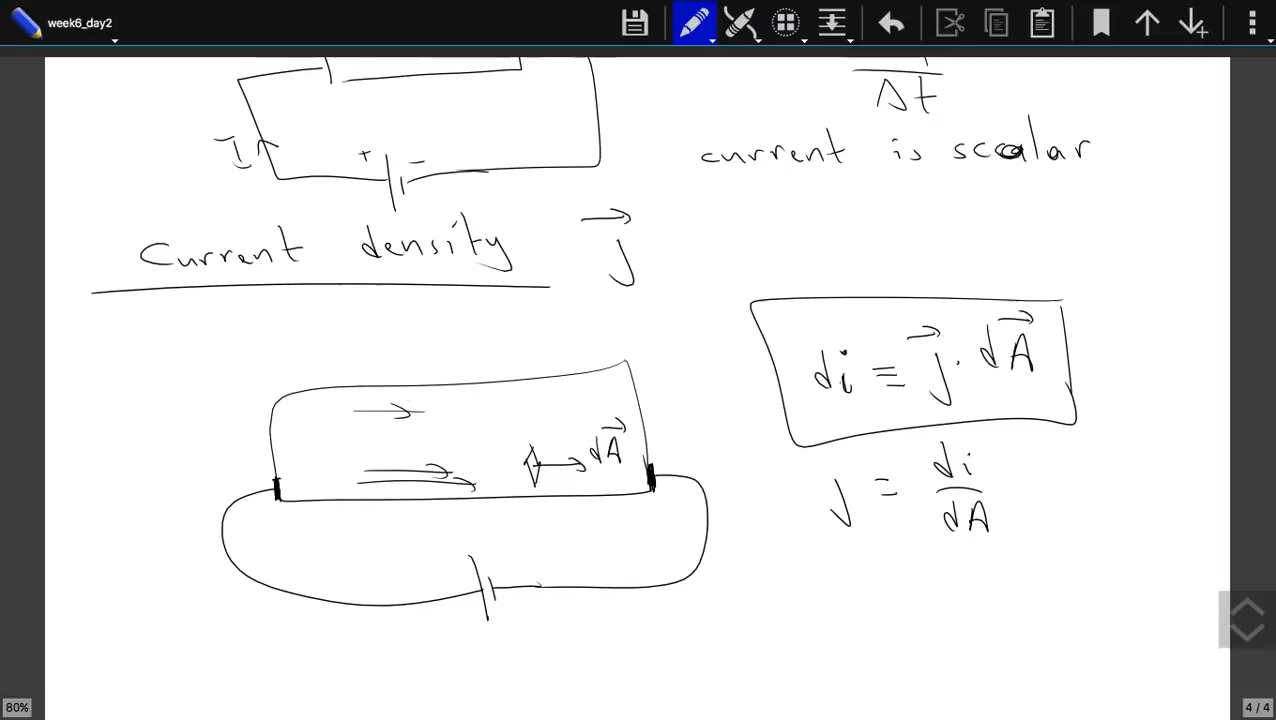 week6_day2
Δt
I
+ −
current is scalar
Current density j⃗
di ≡ j⃗ · dA⃗
dA⃗
j = di/dA
80%
4 / 4